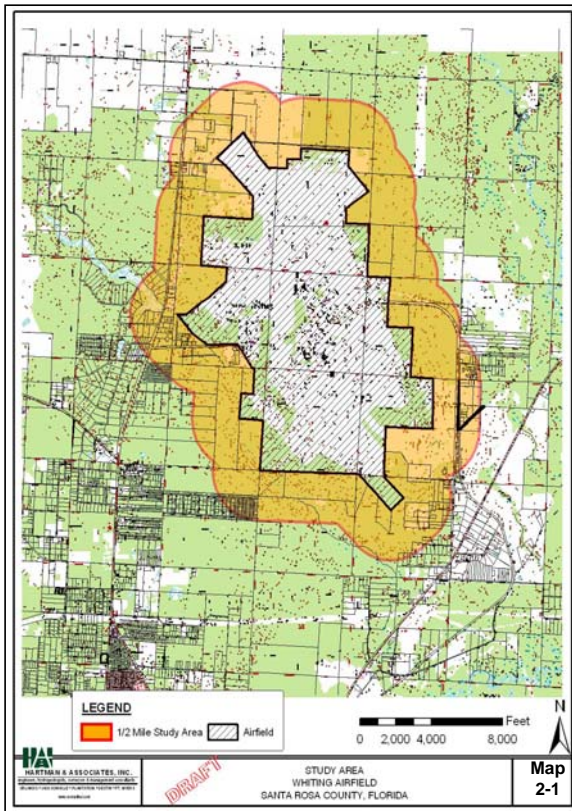 LEGEND
1/2 Mile Study Area
Airfield
Feet
0 2,000 4,000 8,000
N
HAI
HARTMAN & ASSOCIATES, INC.
DRAFT
STUDY AREA
WHITING AIRFIELD
SANTA ROSA COUNTY, FLORIDA
Map
2-1